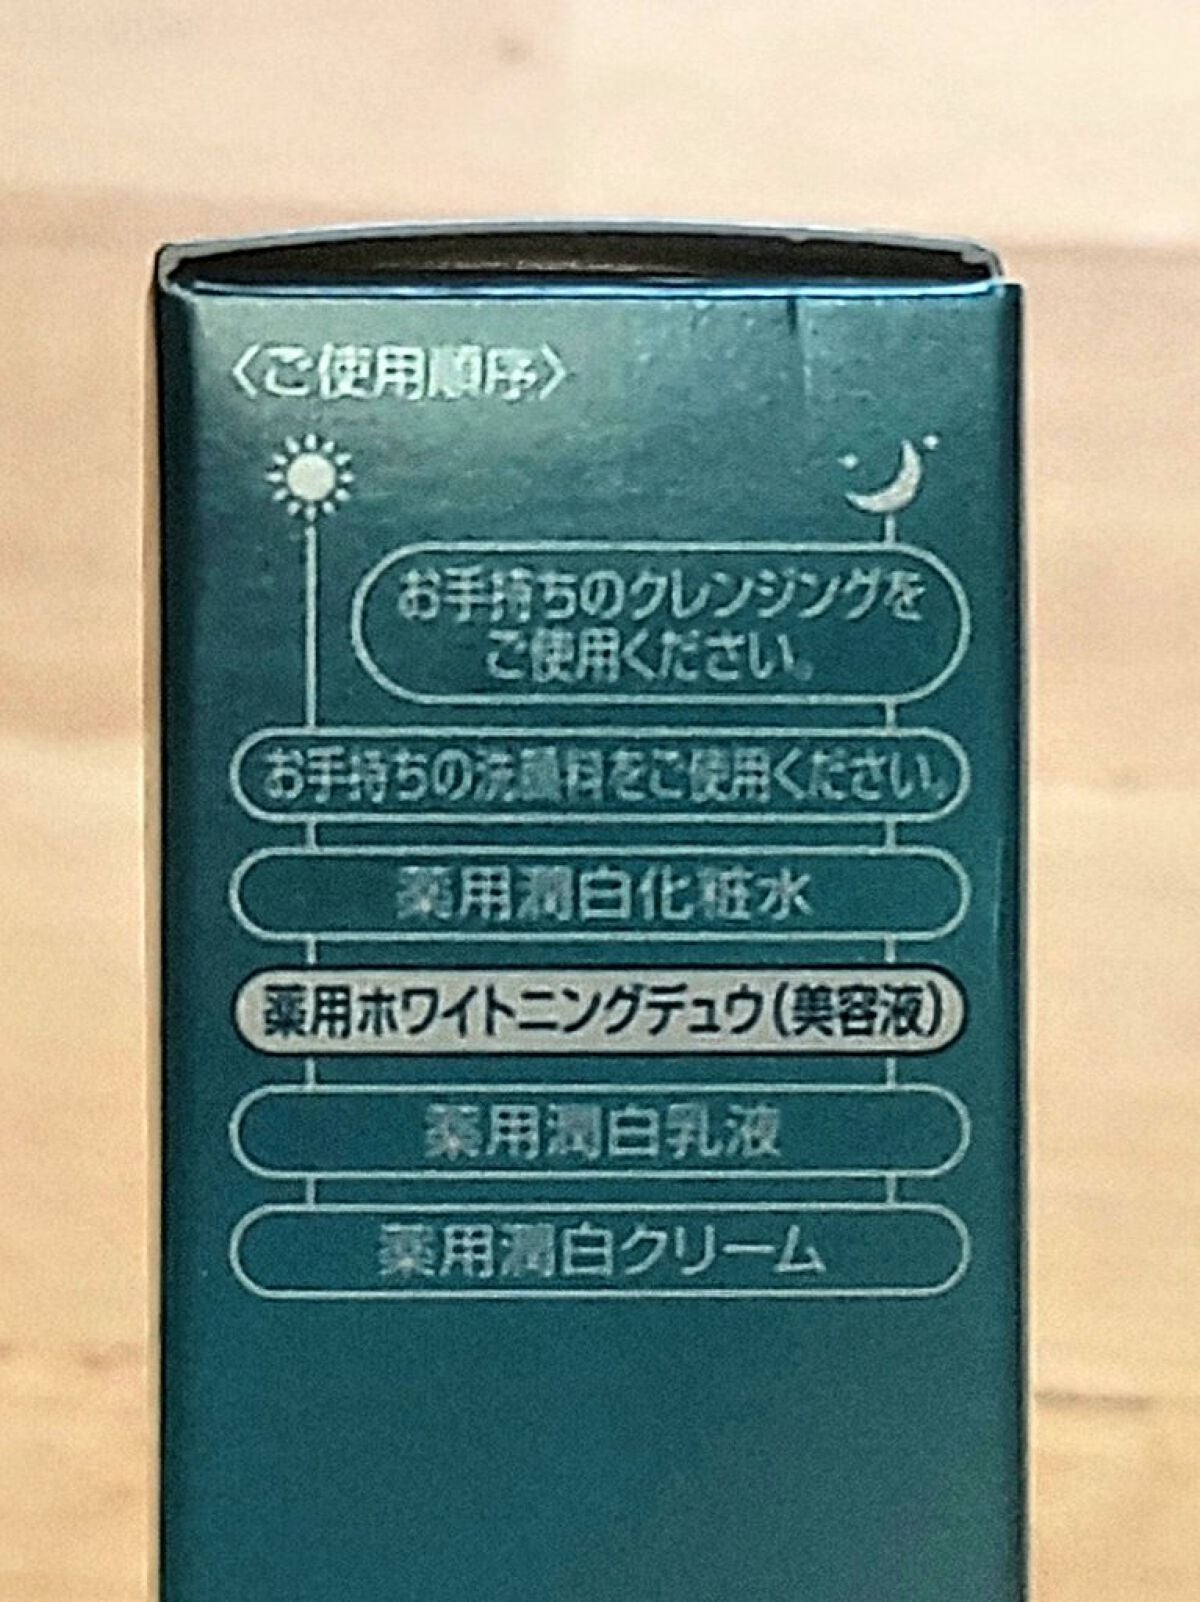 〈ご使用順序〉
お手持ちのクレンジングを
ご使用ください。
お手持ちの洗顔料をご使用ください。
薬用潤白化粧水
薬用ホワイトニングデュウ(美容液)
薬用潤白乳液
薬用潤白クリーム